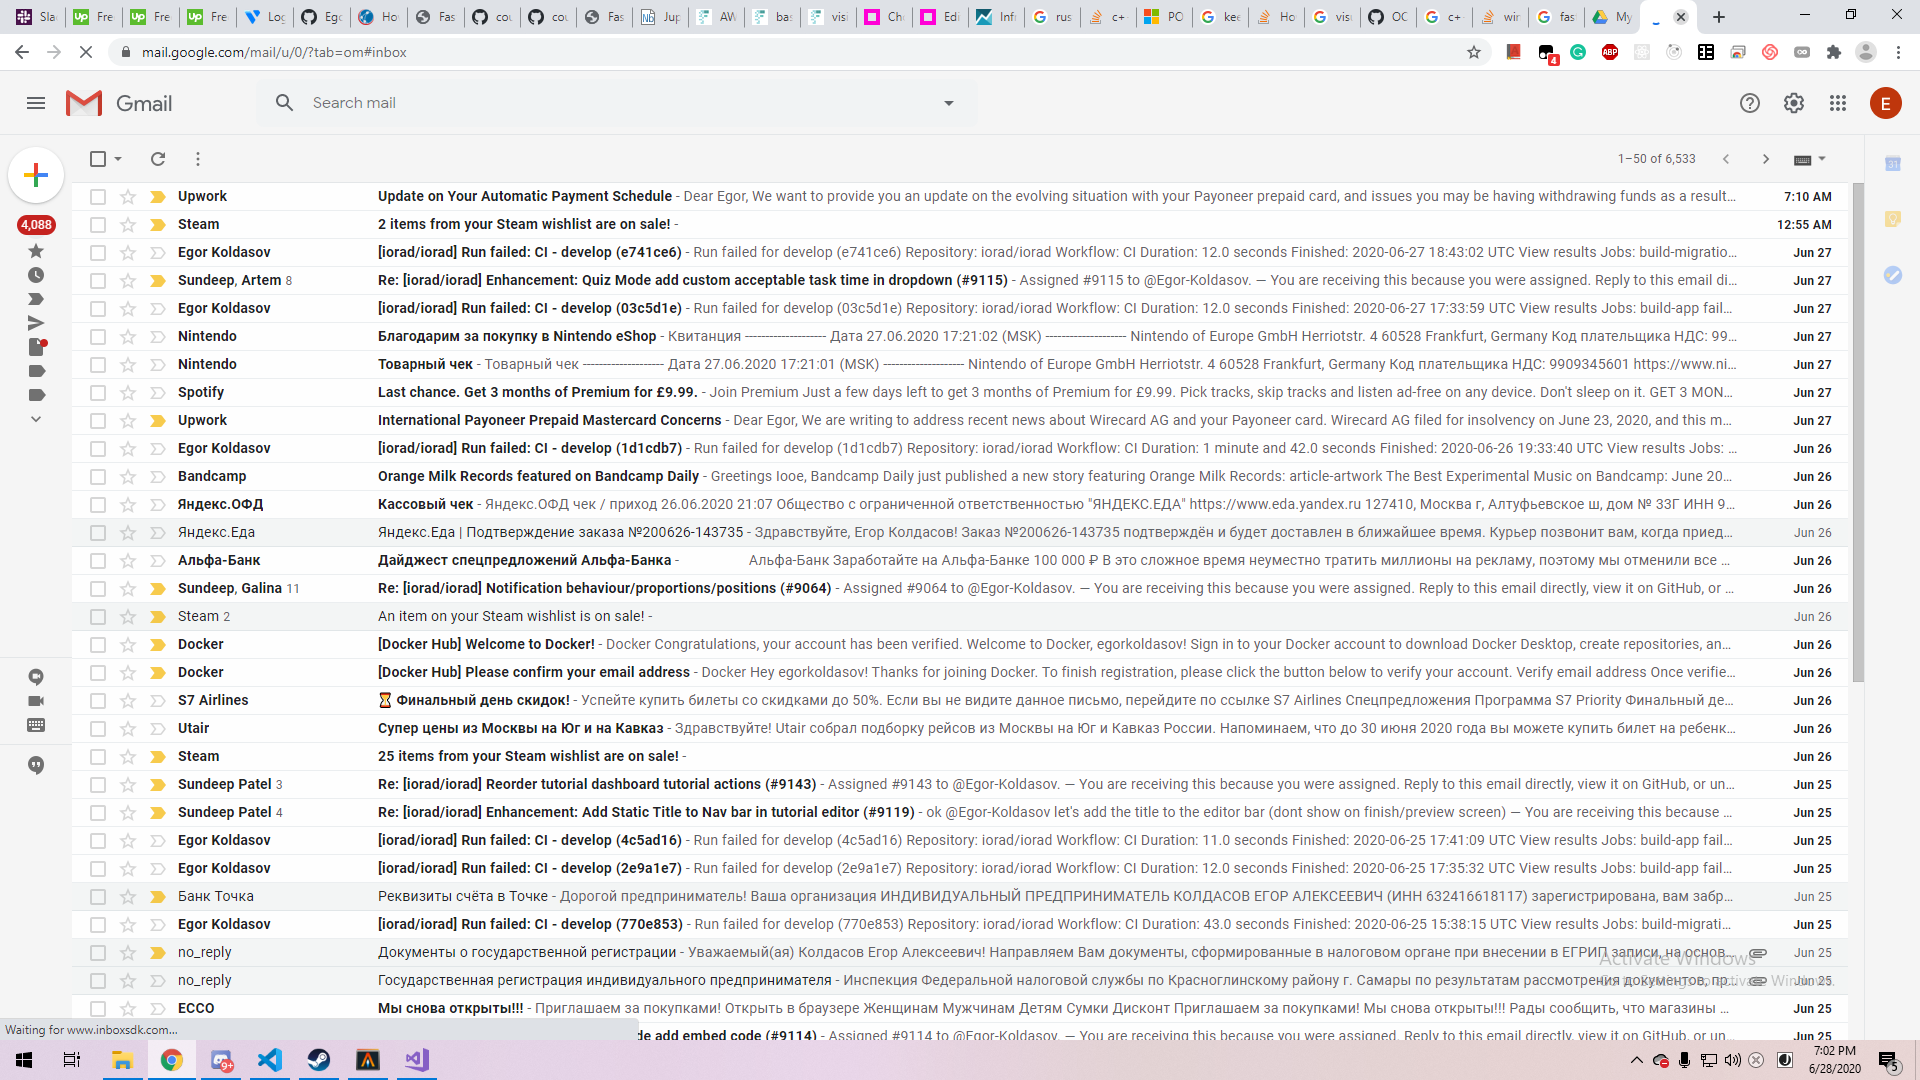 Sla
Fre
Fre
Fre
Log
Ego
Ho
Fas
cou
cou
Fas
Jup
AW
bas
visi
Che
Edi
Infr
rus
c+
PO
kee
Ho
visu
OC
c+
wir
fas
My
mail.google.com/mail/u/0/?tab=om#inbox
4
ABP
Gmail
Search mail
E
1–50 of 6,533
4,088
Upwork Update on Your Automatic Payment Schedule - Dear Egor, We want to provide you an update on the evolving situation with your Payoneer prepaid card, and issues you may be having withdrawing funds as a result... 7:10 AM
Steam 2 items from your Steam wishlist are on sale! - 12:55 AM
Egor Koldasov [iorad/iorad] Run failed: CI - develop (e741ce6) - Run failed for develop (e741ce6) Repository: iorad/iorad Workflow: CI Duration: 12.0 seconds Finished: 2020-06-27 18:43:02 UTC View results Jobs: build-migratio... Jun 27
Sundeep, Artem 8 Re: [iorad/iorad] Enhancement: Quiz Mode add custom acceptable task time in dropdown (#9115) - Assigned #9115 to @Egor-Koldasov. — You are receiving this because you were assigned. Reply to this email di... Jun 27
Egor Koldasov [iorad/iorad] Run failed: CI - develop (03c5d1e) - Run failed for develop (03c5d1e) Repository: iorad/iorad Workflow: CI Duration: 12.0 seconds Finished: 2020-06-27 17:33:59 UTC View results Jobs: build-app fail... Jun 27
Nintendo Благодарим за покупку в Nintendo eShop - Квитанция -------------------- Дата 27.06.2020 17:21:02 (MSK) -------------------- Nintendo of Europe GmbH Herriotstr. 4 60528 Frankfurt, Germany Код плательщика НДС: 99... Jun 27
Nintendo Товарный чек - Товарный чек -------------------- Дата 27.06.2020 17:21:01 (MSK) -------------------- Nintendo of Europe GmbH Herriotstr. 4 60528 Frankfurt, Germany Код плательщика НДС: 9909345601 https://www.ni... Jun 27
Spotify Last chance. Get 3 months of Premium for £9.99. - Join Premium Just a few days left to get 3 months of Premium for £9.99. Pick tracks, skip tracks and listen ad-free on any device. Don't sleep on it. GET 3 MON... Jun 27
Upwork International Payoneer Prepaid Mastercard Concerns - Dear Egor, We are writing to address recent news about Wirecard AG and your Payoneer card. Wirecard AG filed for insolvency on June 23, 2020, and this m... Jun 27
Egor Koldasov [iorad/iorad] Run failed: CI - develop (1d1cdb7) - Run failed for develop (1d1cdb7) Repository: iorad/iorad Workflow: CI Duration: 1 minute and 42.0 seconds Finished: 2020-06-26 19:33:40 UTC View results Jobs: ... Jun 26
Bandcamp Orange Milk Records featured on Bandcamp Daily - Greetings Iooe, Bandcamp Daily just published a new story featuring Orange Milk Records: article-artwork The Best Experimental Music on Bandcamp: June 20... Jun 26
Яндекс.ОФД Кассовый чек - Яндекс.ОФД чек / приход 26.06.2020 21:07 Общество с ограниченной ответственностью "ЯНДЕКС.ЕДА" https://www.eda.yandex.ru 127410, Москва г, Алтуфьевское ш, дом № 33Г ИНН 9... Jun 26
Яндекс.Еда Яндекс.Еда | Подтверждение заказа №200626-143735 - Здравствуйте, Егор Колдасов! Заказ №200626-143735 подтверждён и будет доставлен в ближайшее время. Курьер позвонит вам, когда приед... Jun 26
Альфа-Банк Дайджест спецпредложений Альфа-Банка - Альфа-Банк Заработайте на Альфа-Банке 100 000 ₽ В это сложное время неуместно тратить миллионы на рекламу, поэтому мы отменили все ... Jun 26
Sundeep, Galina 11 Re: [iorad/iorad] Notification behaviour/proportions/positions (#9064) - Assigned #9064 to @Egor-Koldasov. — You are receiving this because you were assigned. Reply to this email directly, view it on GitHub, or ... Jun 26
Steam 2 An item on your Steam wishlist is on sale! - Jun 26
Docker [Docker Hub] Welcome to Docker! - Docker Congratulations, your account has been verified. Welcome to Docker, egorkoldasov! Sign in to your Docker account to download Docker Desktop, create repositories, an... Jun 26
Docker [Docker Hub] Please confirm your email address - Docker Hey egorkoldasov! Thanks for joining Docker. To finish registration, please click the button below to verify your account. Verify email address Once verifie... Jun 26
S7 Airlines ⏳ Финальный день скидок! - Успейте купить билеты со скидками до 50%. Если вы не видите данное письмо, перейдите по ссылке S7 Airlines Спецпредложения Программа S7 Priority Финальный де... Jun 26
Utair Супер цены из Москвы на Юг и на Кавказ - Здравствуйте! Utair собрал подборку рейсов из Москвы на Юг и Кавказ России. Напоминаем, что до 30 июня 2020 года вы можете купить билет на ребенк... Jun 26
Steam 25 items from your Steam wishlist are on sale! - Jun 26
Sundeep Patel 3 Re: [iorad/iorad] Reorder tutorial dashboard tutorial actions (#9143) - Assigned #9143 to @Egor-Koldasov. — You are receiving this because you were assigned. Reply to this email directly, view it on GitHub, or un... Jun 25
Sundeep Patel 4 Re: [iorad/iorad] Enhancement: Add Static Title to Nav bar in tutorial editor (#9119) - ok @Egor-Koldasov let's add the title to the editor bar (dont show on finish/preview screen) — You are receiving this because ... Jun 25
Egor Koldasov [iorad/iorad] Run failed: CI - develop (4c5ad16) - Run failed for develop (4c5ad16) Repository: iorad/iorad Workflow: CI Duration: 11.0 seconds Finished: 2020-06-25 17:41:09 UTC View results Jobs: build-app fail... Jun 25
Egor Koldasov [iorad/iorad] Run failed: CI - develop (2e9a1e7) - Run failed for develop (2e9a1e7) Repository: iorad/iorad Workflow: CI Duration: 12.0 seconds Finished: 2020-06-25 17:35:32 UTC View results Jobs: build-app fail... Jun 25
Банк Точка Реквизиты счёта в Точке - Дорогой предприниматель! Ваша организация ИНДИВИДУАЛЬНЫЙ ПРЕДПРИНИМАТЕЛЬ КОЛДАСОВ ЕГОР АЛЕКСЕЕВИЧ (ИНН 632416618117) зарегистрирована, вам забр... Jun 25
Egor Koldasov [iorad/iorad] Run failed: CI - develop (770e853) - Run failed for develop (770e853) Repository: iorad/iorad Workflow: CI Duration: 43.0 seconds Finished: 2020-06-25 15:38:15 UTC View results Jobs: build-migrati... Jun 25
no_reply Документы о государственной регистрации - Уважаемый(ая) Колдасов Егор Алексеевич! Направляем Вам документы, сформированные в налоговом органе при внесении в ЕГРИП записи, на основ... Jun 25
Activate Windows
no_reply Государственная регистрация индивидуального предпринимателя - Инспекция Федеральной налоговой службы по Красноглинскому району г. Самары по результатам рассмотрения документов, пр... Jun 25
Go to Settings to activate Windows.
ECCO Мы снова открыты!!! - Приглашаем за покупками! Открыть в браузере Женщинам Мужчинам Детям Сумки Дисконт Приглашаем за покупками! Мы снова открыты!!! Рады сообщить, что магазины ... Jun 25
Waiting for www.inboxsdk.com...
de add embed code (#9114) - Assigned #9114 to @Egor-Koldasov. — You are receiving this because you were assigned. Reply to this email directly, view it on GitHub, or un... Jun 25
9+
7:02 PM
6/28/2020
5